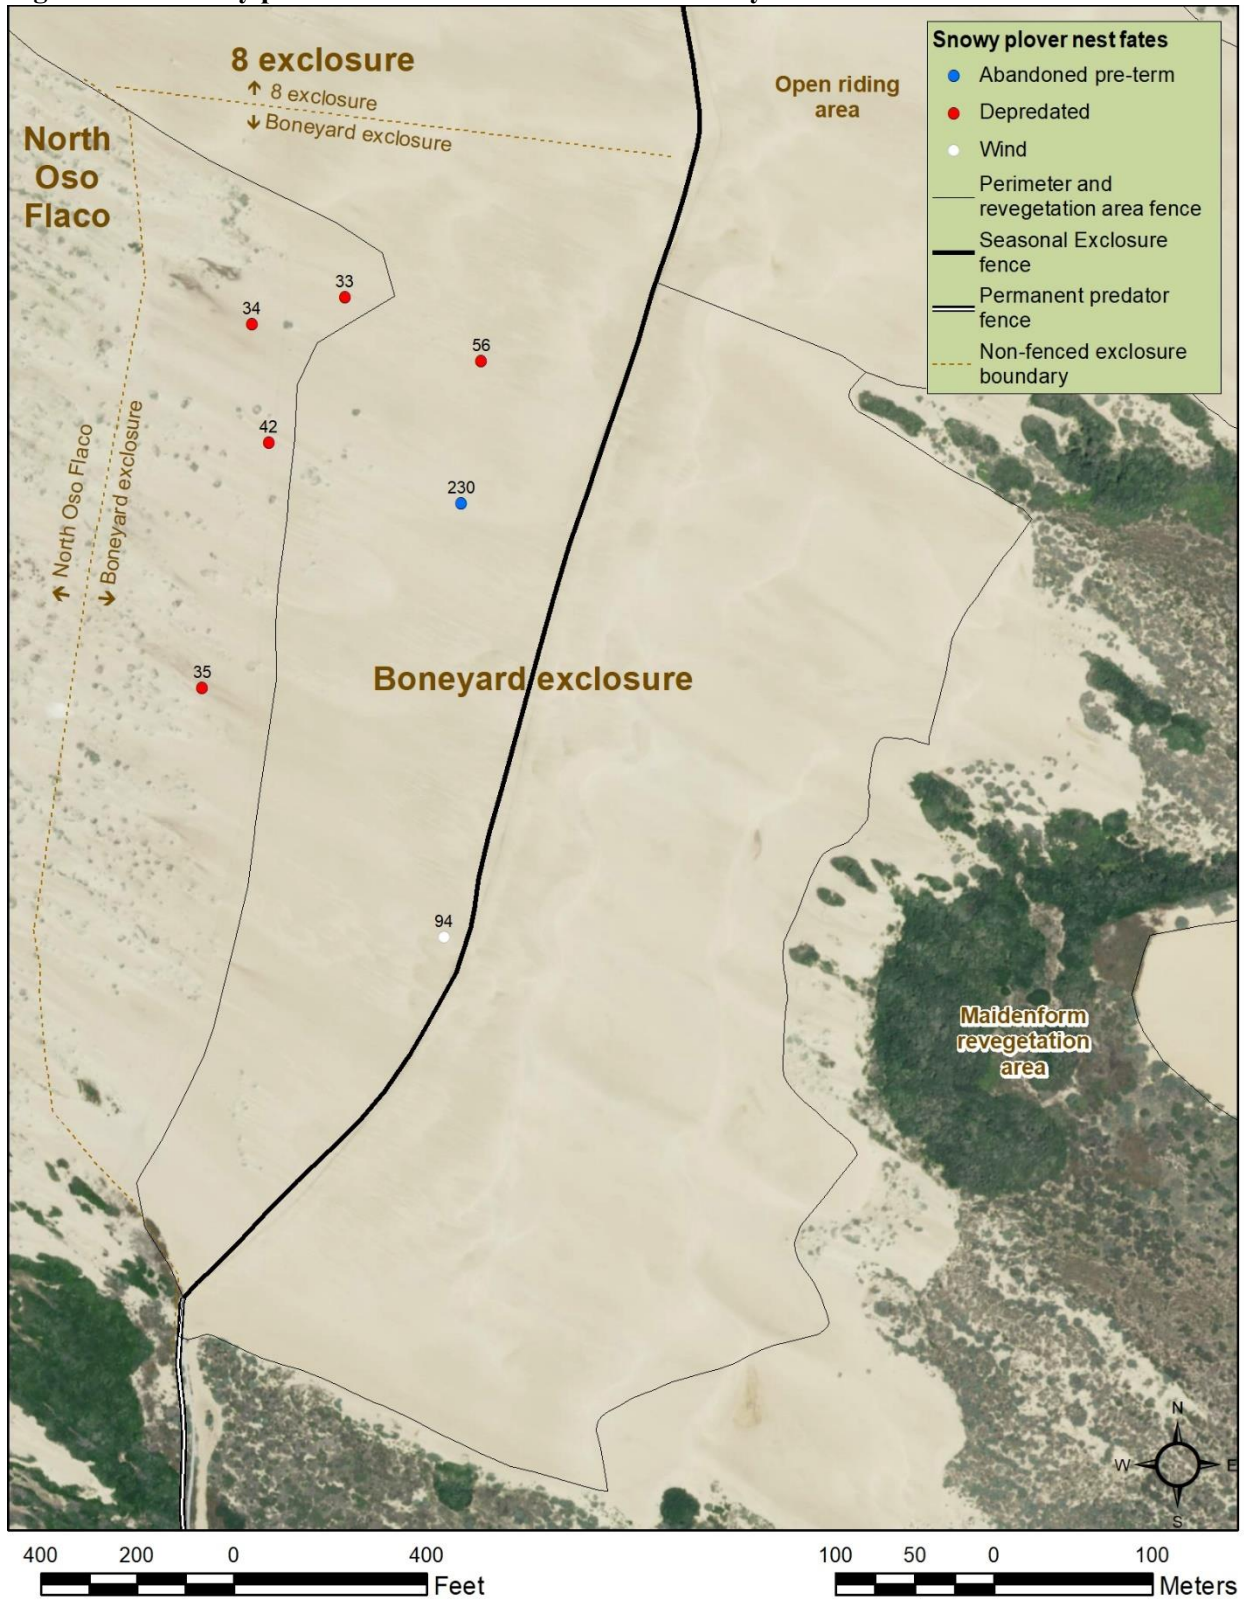 8 exclosure
↑ 8 exclosure
↓ Boneyard exclosure
North
Oso
Flaco
Open riding
area
Snowy plover nest fates
Abandoned pre-term
Depredated
Wind
Perimeter and
revegetation area fence
Seasonal Exclosure
fence
Permanent predator
fence
Non-fenced exclosure
boundary
33
34
56
42
230
↑ North Oso Flaco
↓ Boneyard exclosure
35
Boneyard exclosure
94
Maidenform
revegetation
area
N
W E
S
400 200 0 400
Feet
100 50 0 100
Meters